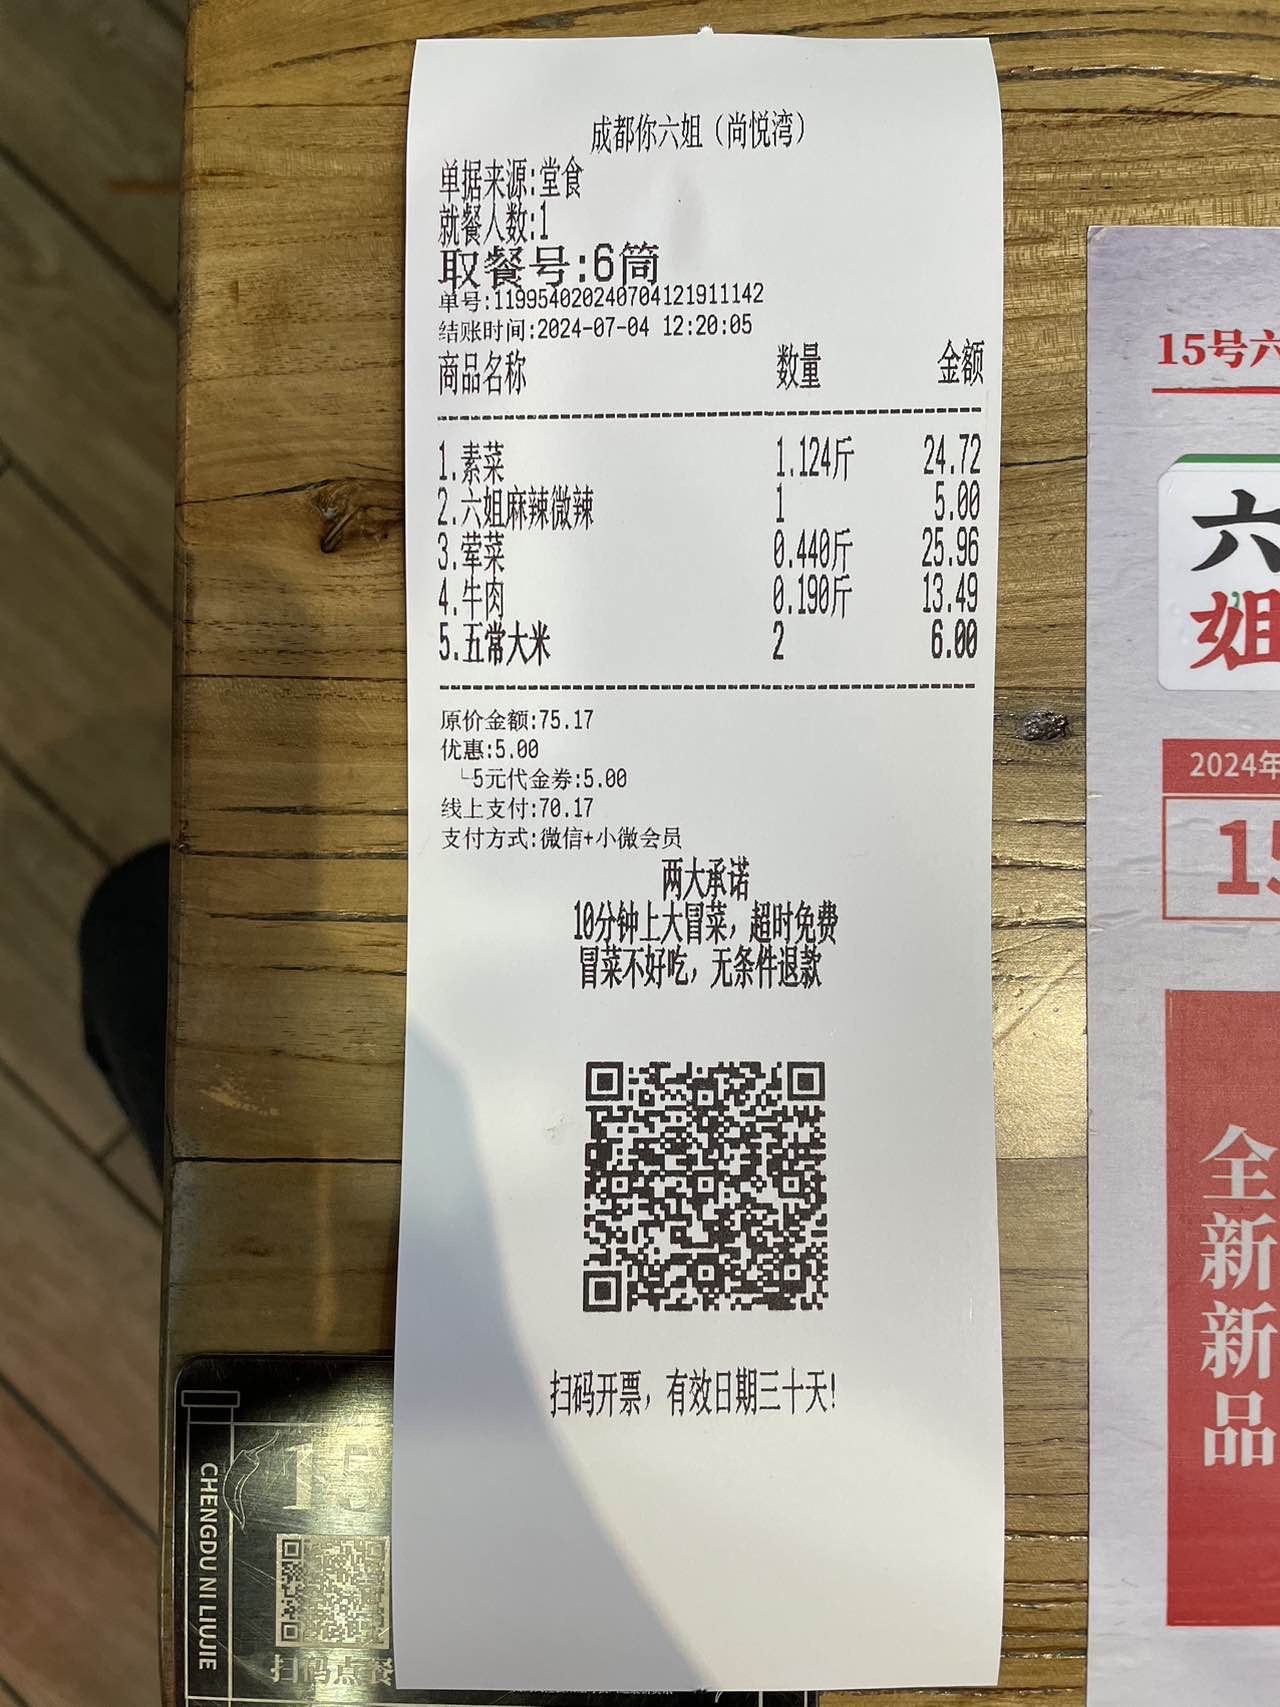 成都你六姐（尚悦湾）
单据来源:堂食
就餐人数:1
取餐号:6筒
单号:119954020240704121911142
结账时间:2024-07-04 12:20:05
商品名称 数量 金额
1.素菜 1.124斤 24.72
2.六姐麻辣微辣 1 5.00
3.荤菜 0.440斤 25.96
4.牛肉 0.190斤 13.49
5.五常大米 2 6.00
原价金额:75.17
优惠:5.00
└5元代金券:5.00
线上支付:70.17
支付方式:微信+小微会员
两大承诺
10分钟上大冒菜，超时免费
冒菜不好吃，无条件退款
扫码开票，有效日期三十天!
15号六
六
姐
2024年
15
全
新
新
品
15
CHENGDU NI LIUJIE
扫码点餐